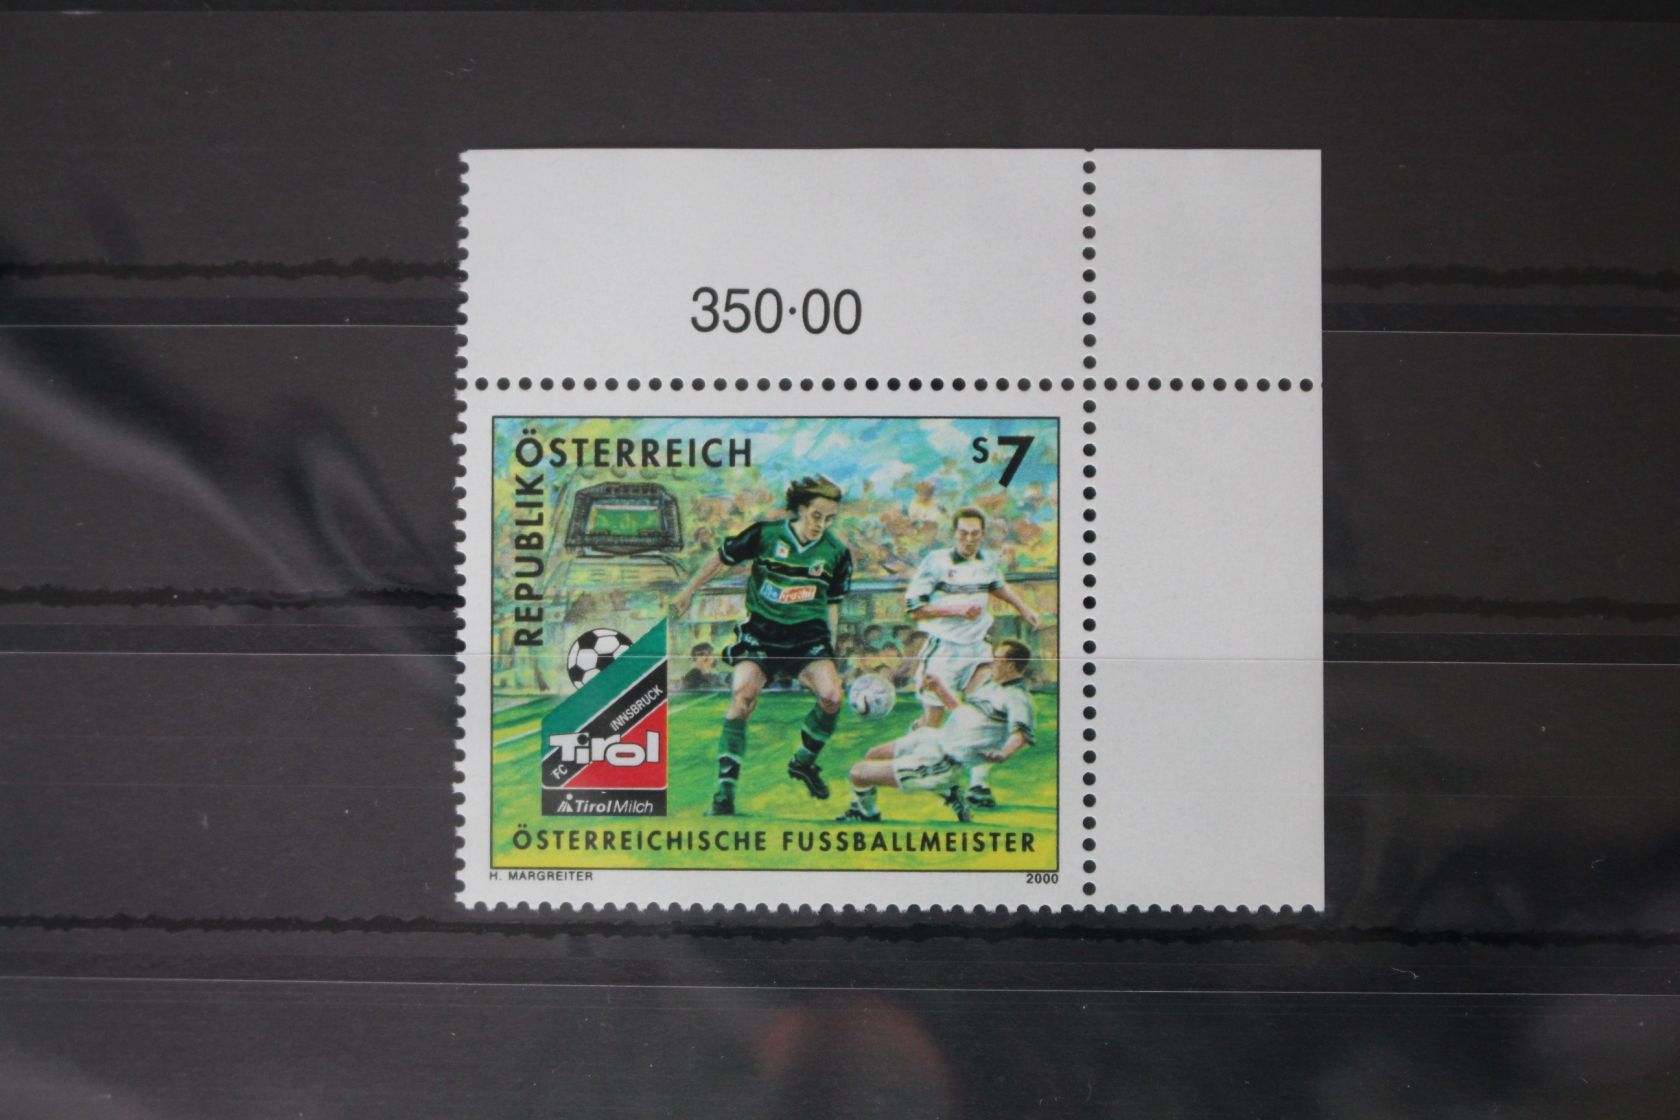 350·00
REPUBLIK
ÖSTERREICH
S7
FC
Tirol
INNSBRUCK
Tirol Milch
ÖSTERREICHISCHE FUSSBALLMEISTER
H. MARGREITER
2000